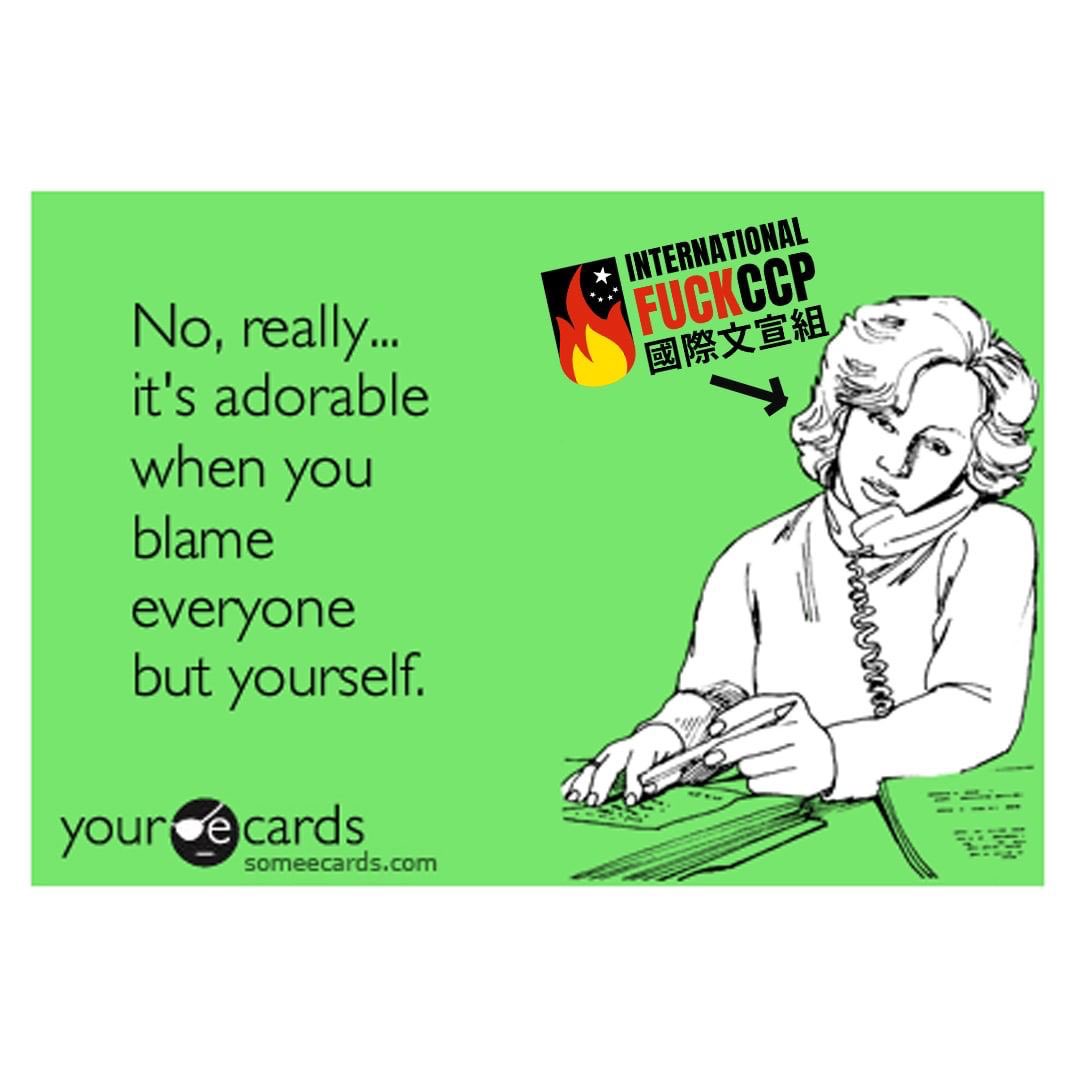 No, really...
it's adorable
when you
blame
everyone
but yourself.
INTERNATIONAL
FUCKCCP
國際文宣組
your e cards
someecards.com